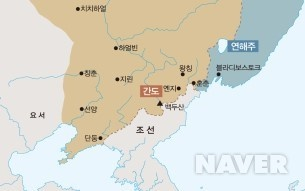 치치하얼
하얼빈
연해주
왕칭
블라디보스토크
창춘
지린
간도
옌지
훈춘
백두산
요 서
선양
조 선
단둥
NAVER